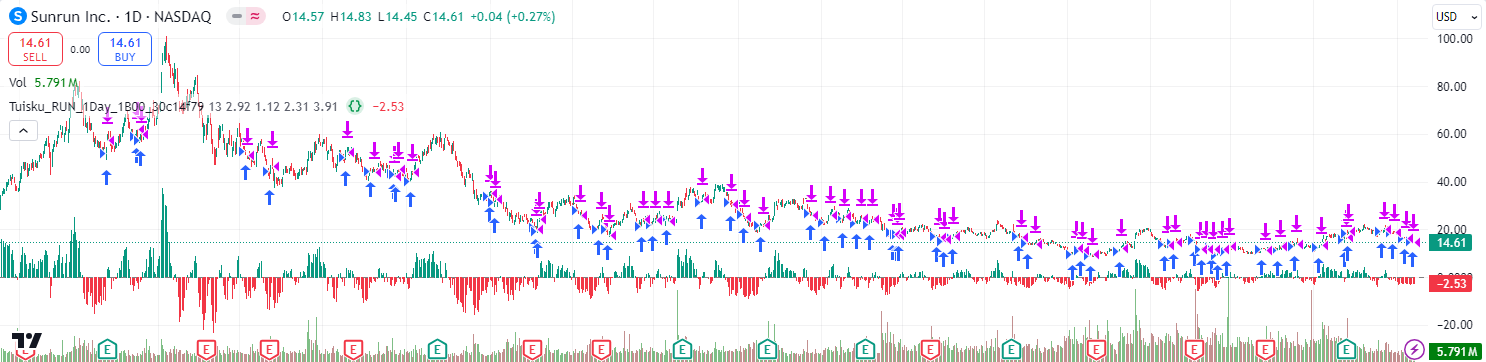 S Sunrun Inc. · 1D · NASDAQ O14.57 H14.83 L14.45 C14.61 +0.04 (+0.27%)
USD
14.61 SELL
0.00
14.61 BUY
Vol 5.791 M
Tuisku_RUN_1Day_1B00_30c14f79 13 2.92 1.12 2.31 3.91 {} −2.53
100.00
80.00
60.00
40.00
20.00
14.61
−2.53
−20.00
5.791 M
E E E E E E E E E E E E E E E E E